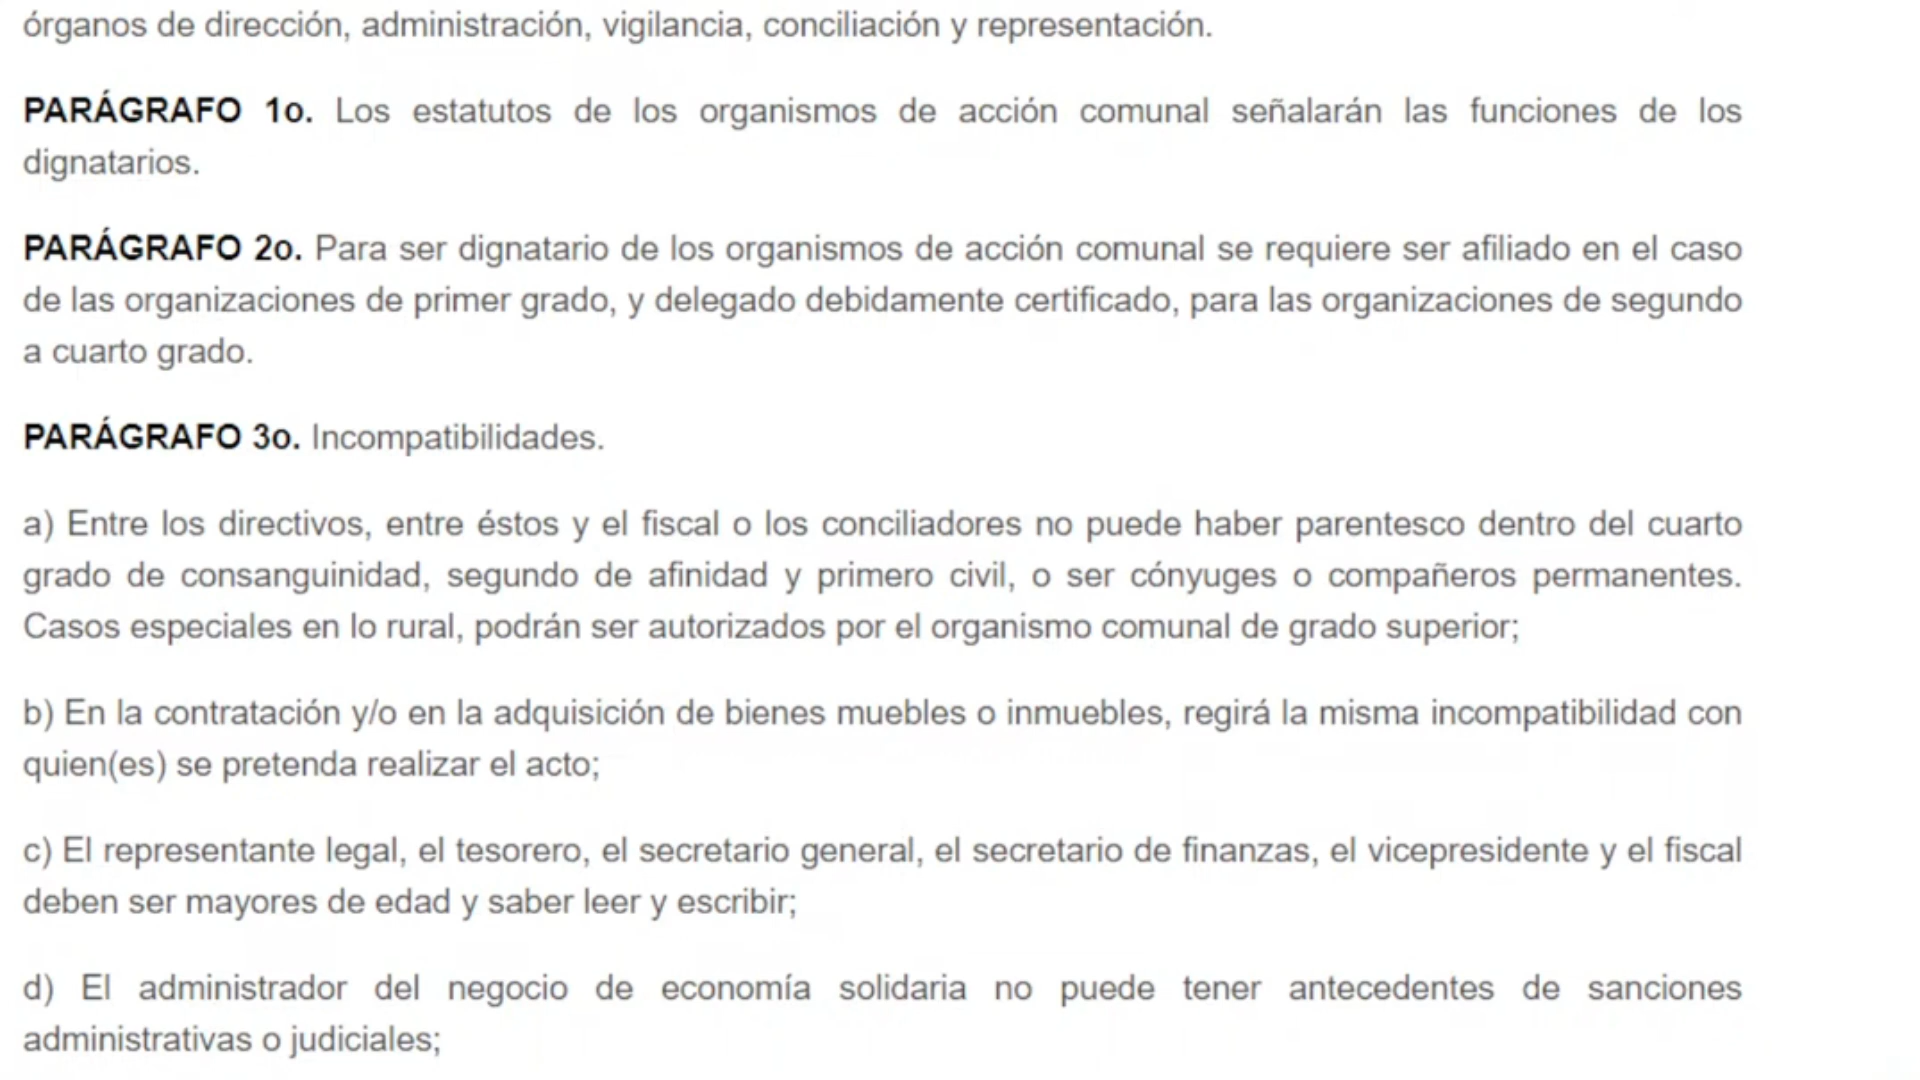 órganos de dirección, administración, vigilancia, conciliación y representación.
PARÁGRAFO 1o. Los estatutos de los organismos de acción comunal señalarán las funciones de los
dignatarios.
PARÁGRAFO 2o. Para ser dignatario de los organismos de acción comunal se requiere ser afiliado en el caso
de las organizaciones de primer grado, y delegado debidamente certificado, para las organizaciones de segundo
a cuarto grado.
PARÁGRAFO 3o. Incompatibilidades.
a) Entre los directivos, entre éstos y el fiscal o los conciliadores no puede haber parentesco dentro del cuarto
grado de consanguinidad, segundo de afinidad y primero civil, o ser cónyuges o compañeros permanentes.
Casos especiales en lo rural, podrán ser autorizados por el organismo comunal de grado superior;
b) En la contratación y/o en la adquisición de bienes muebles o inmuebles, regirá la misma incompatibilidad con
quien(es) se pretenda realizar el acto;
c) El representante legal, el tesorero, el secretario general, el secretario de finanzas, el vicepresidente y el fiscal
deben ser mayores de edad y saber leer y escribir;
d) El administrador del negocio de economía solidaria no puede tener antecedentes de sanciones
administrativas o judiciales;